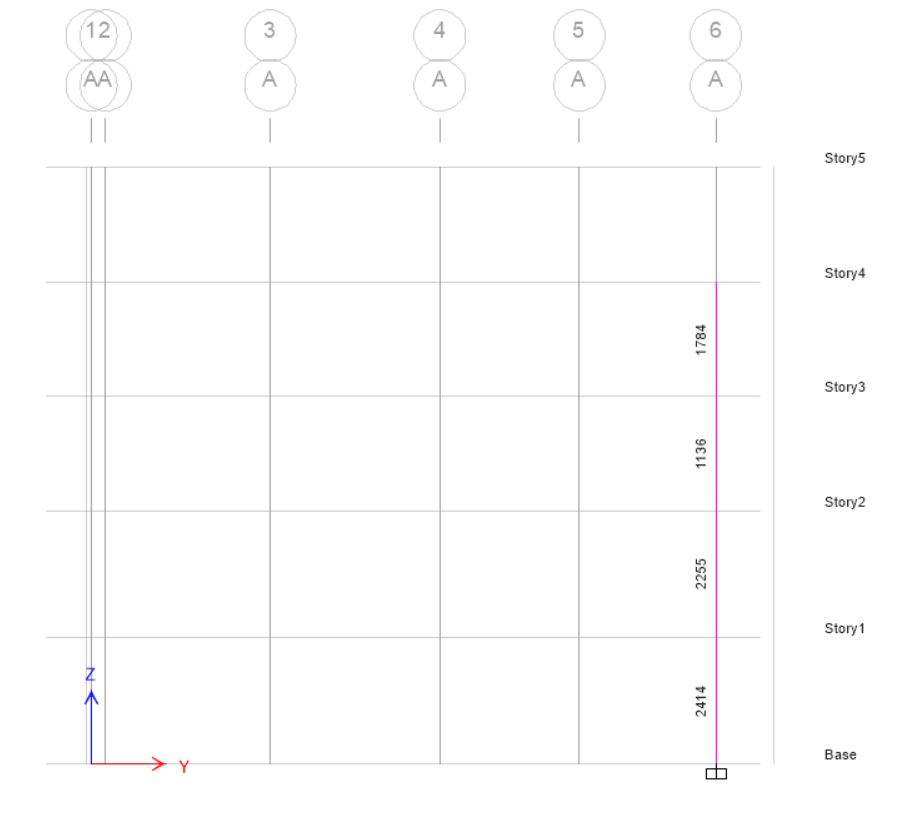 12 3 4 5 6
AA A A A A
Story5
Story4
1784
Story3
1136
Story2
2255
Story1
Z
2414
Base
Y